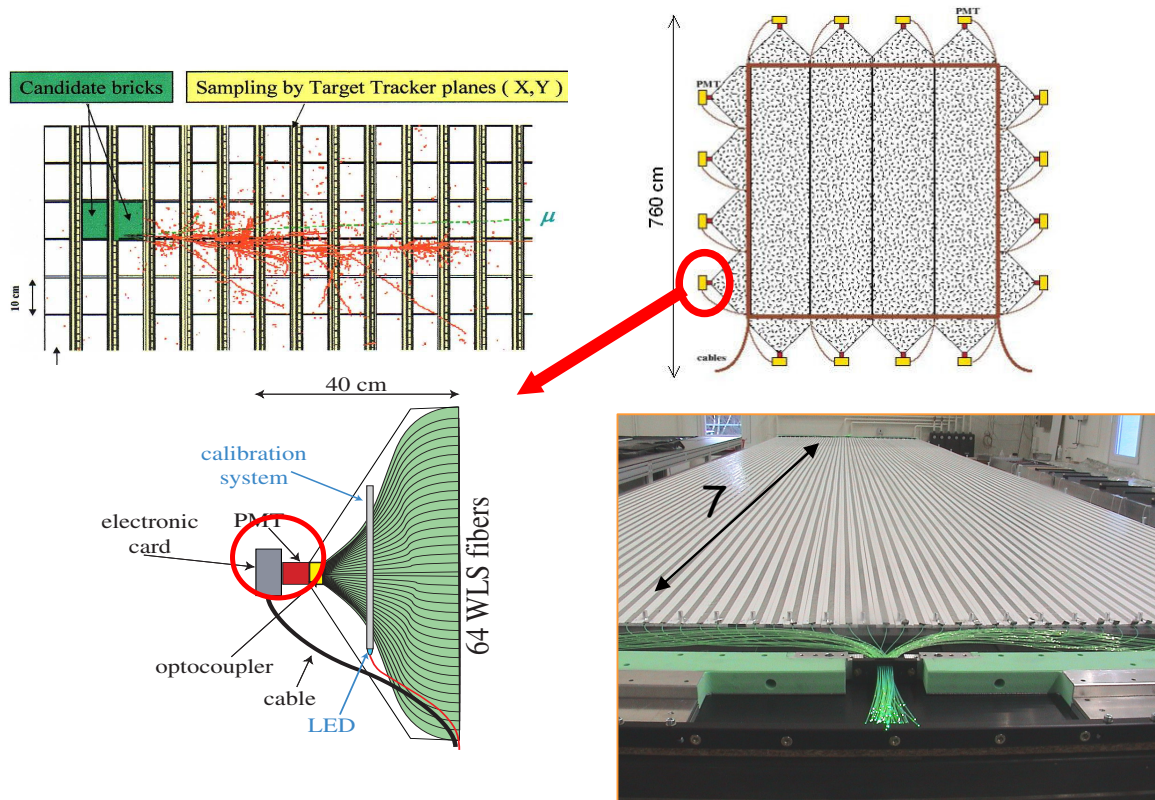 Candidate bricks
Sampling by Target Tracker planes ( X,Y )
μ
10 cm
PMT
PMT
760 cm
cables
40 cm
calibration
system
PMT
electronic
card
64 WLS fibers
optocoupler
cable
LED
7